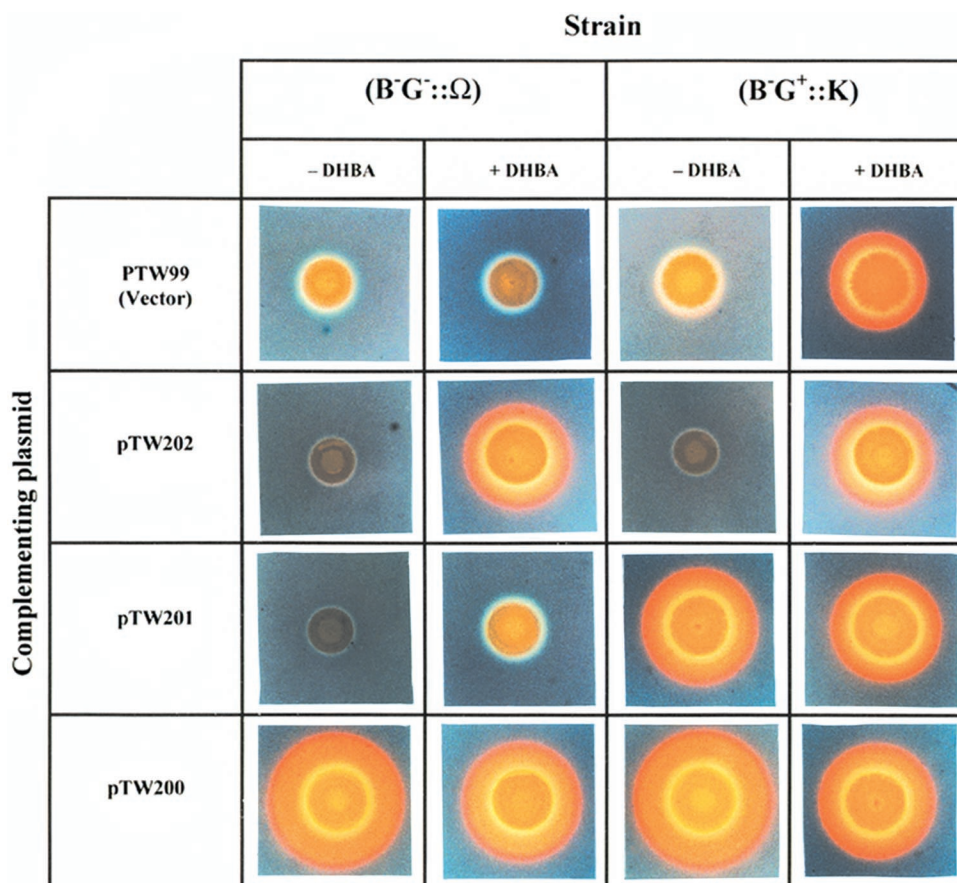 Strain
(B⁻G⁻::Ω)
(B⁻G⁺::K)
– DHBA
+ DHBA
– DHBA
+ DHBA
PTW99
(Vector)
pTW202
pTW201
pTW200
Complementing plasmid